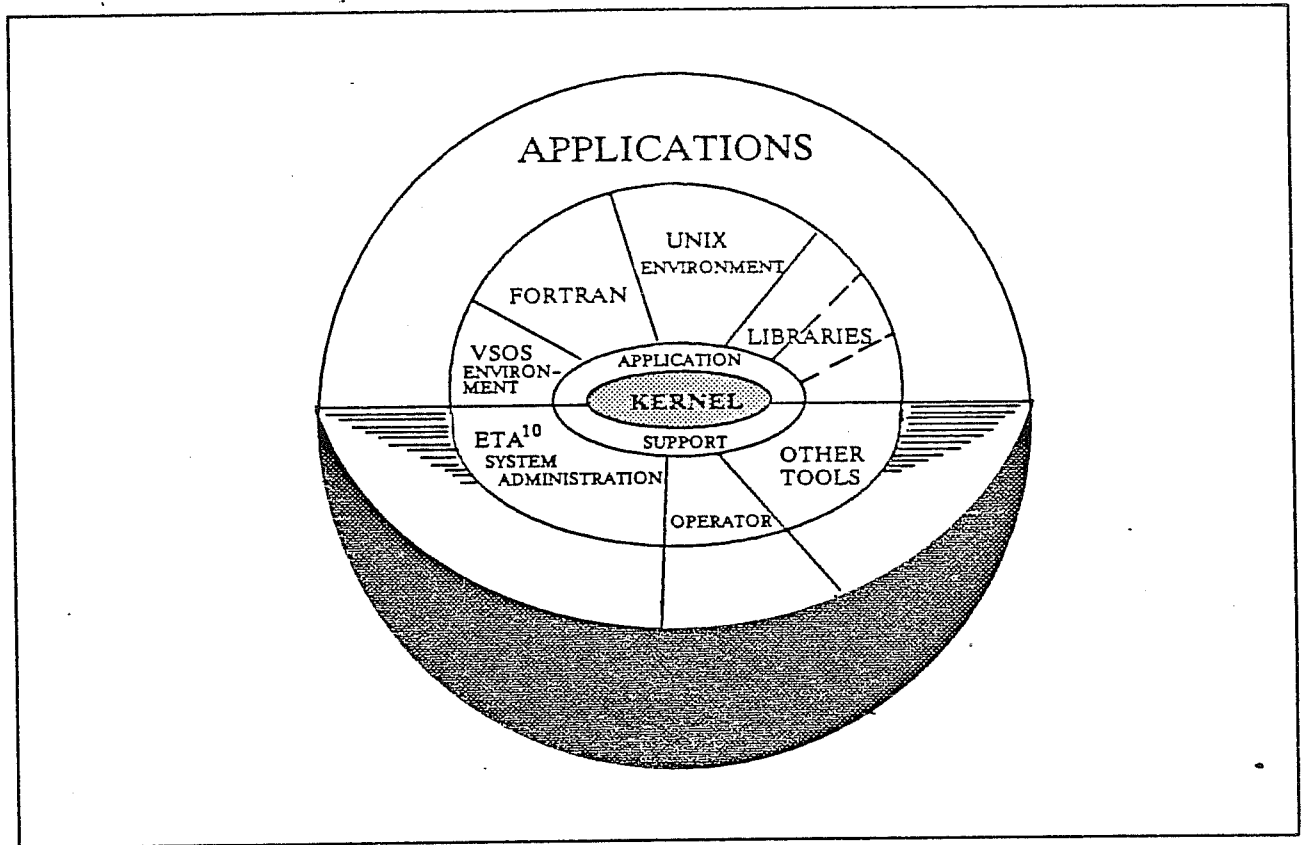 APPLICATIONS
UNIX
ENVIRONMENT
FORTRAN
LIBRARIES
VSOS
ENVIRON-
MENT
APPLICATION
KERNEL
SUPPORT
ETA¹⁰
SYSTEM
ADMINISTRATION
OTHER
TOOLS
OPERATOR